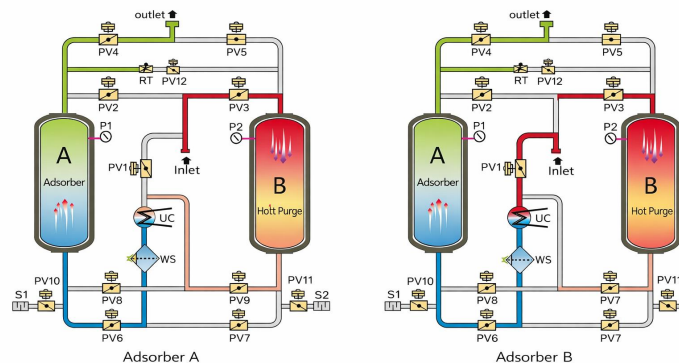 outlet
PV4
PV5
RT
PV12
PV2
PV3
P1
P2
A
Adsorber
PV1
Inlet
B
Hott Purge
UC
WS
PV10
PV11
S1
PV8
PV9
S2
PV6
PV7
Adsorber A
outlet
PV4
PV5
RT
PV12
PV2
PV3
P1
P2
A
Adsorber
PV1
Inlet
B
Hot Purge
UC
WS
PV10
PV11
S1
PV8
PV7
PV6
PV7
Adsorber B